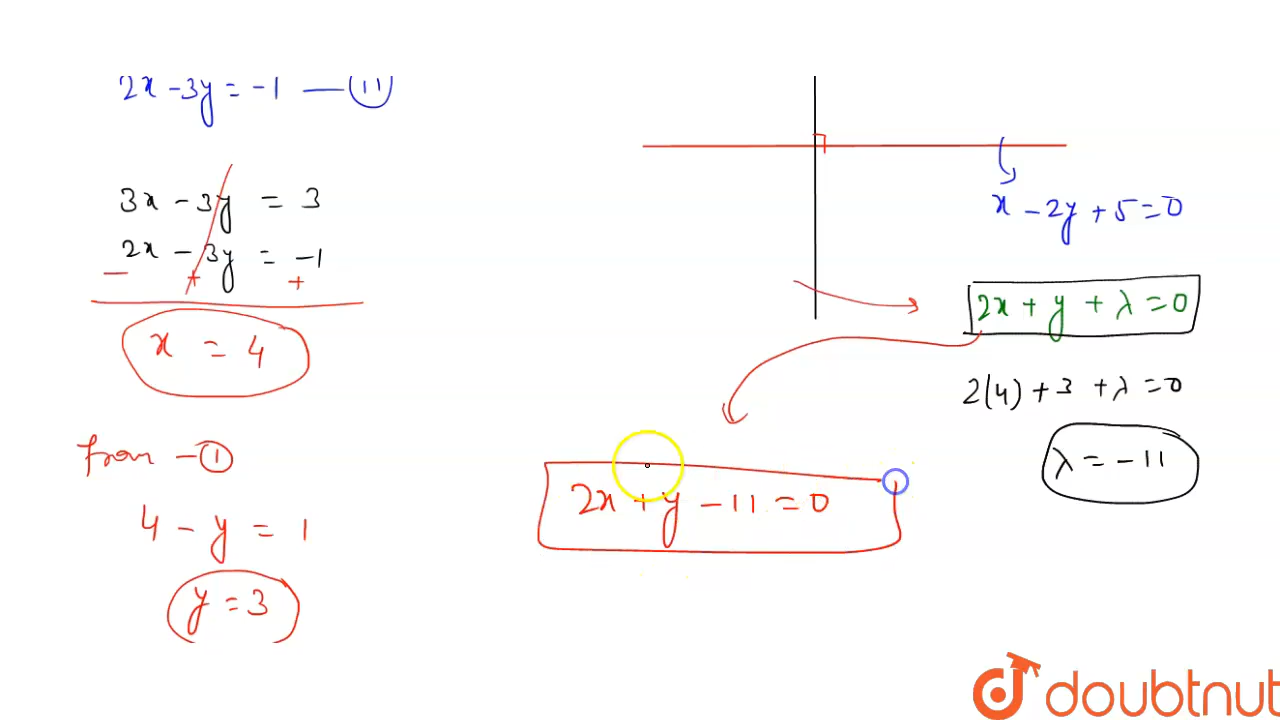 2x - 3y = -1 — (11)
3x - 3y = 3
2x - 3y = -1
- + +
x = 4
from - (1)
4 - y = 1
y = 3
x - 2y + 5 = 0
2x + y + λ = 0
2(4) + 3 + λ = 0
λ = -11
2x + y - 11 = 0
doubtnut